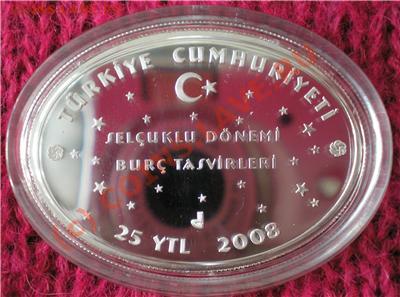 TÜRKİYE CUMHURİYETİ
SELÇUKLU DÖNEMİ
BURÇ TASVİRLERİ
25 YTL 2008